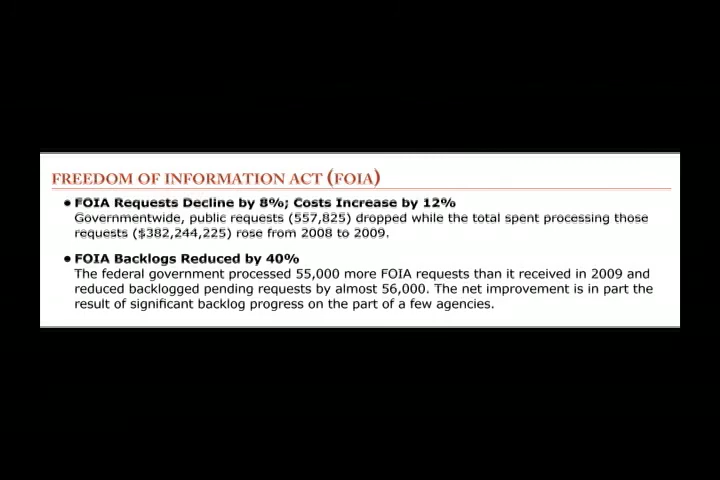 FREEDOM OF INFORMATION ACT (FOIA)
• FOIA Requests Decline by 8%; Costs Increase by 12%
Governmentwide, public requests (557,825) dropped while the total spent processing those
requests ($382,244,225) rose from 2008 to 2009.
• FOIA Backlogs Reduced by 40%
The federal government processed 55,000 more FOIA requests than it received in 2009 and
reduced backlogged pending requests by almost 56,000. The net improvement is in part the
result of significant backlog progress on the part of a few agencies.